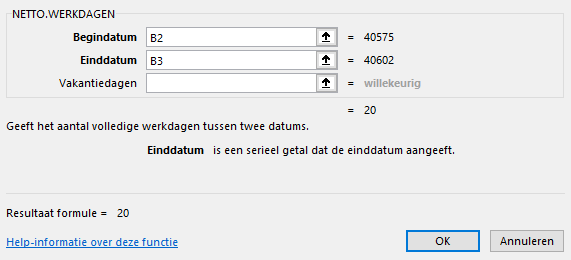 NETTO.WERKDAGEN
Begindatum B2 = 40575
Einddatum B3 = 40602
Vakantiedagen = willekeurig
= 20
Geeft het aantal volledige werkdagen tussen twee datums.
Einddatum is een serieel getal dat de einddatum aangeeft.
Resultaat formule = 20
Help-informatie over deze functie OK Annuleren